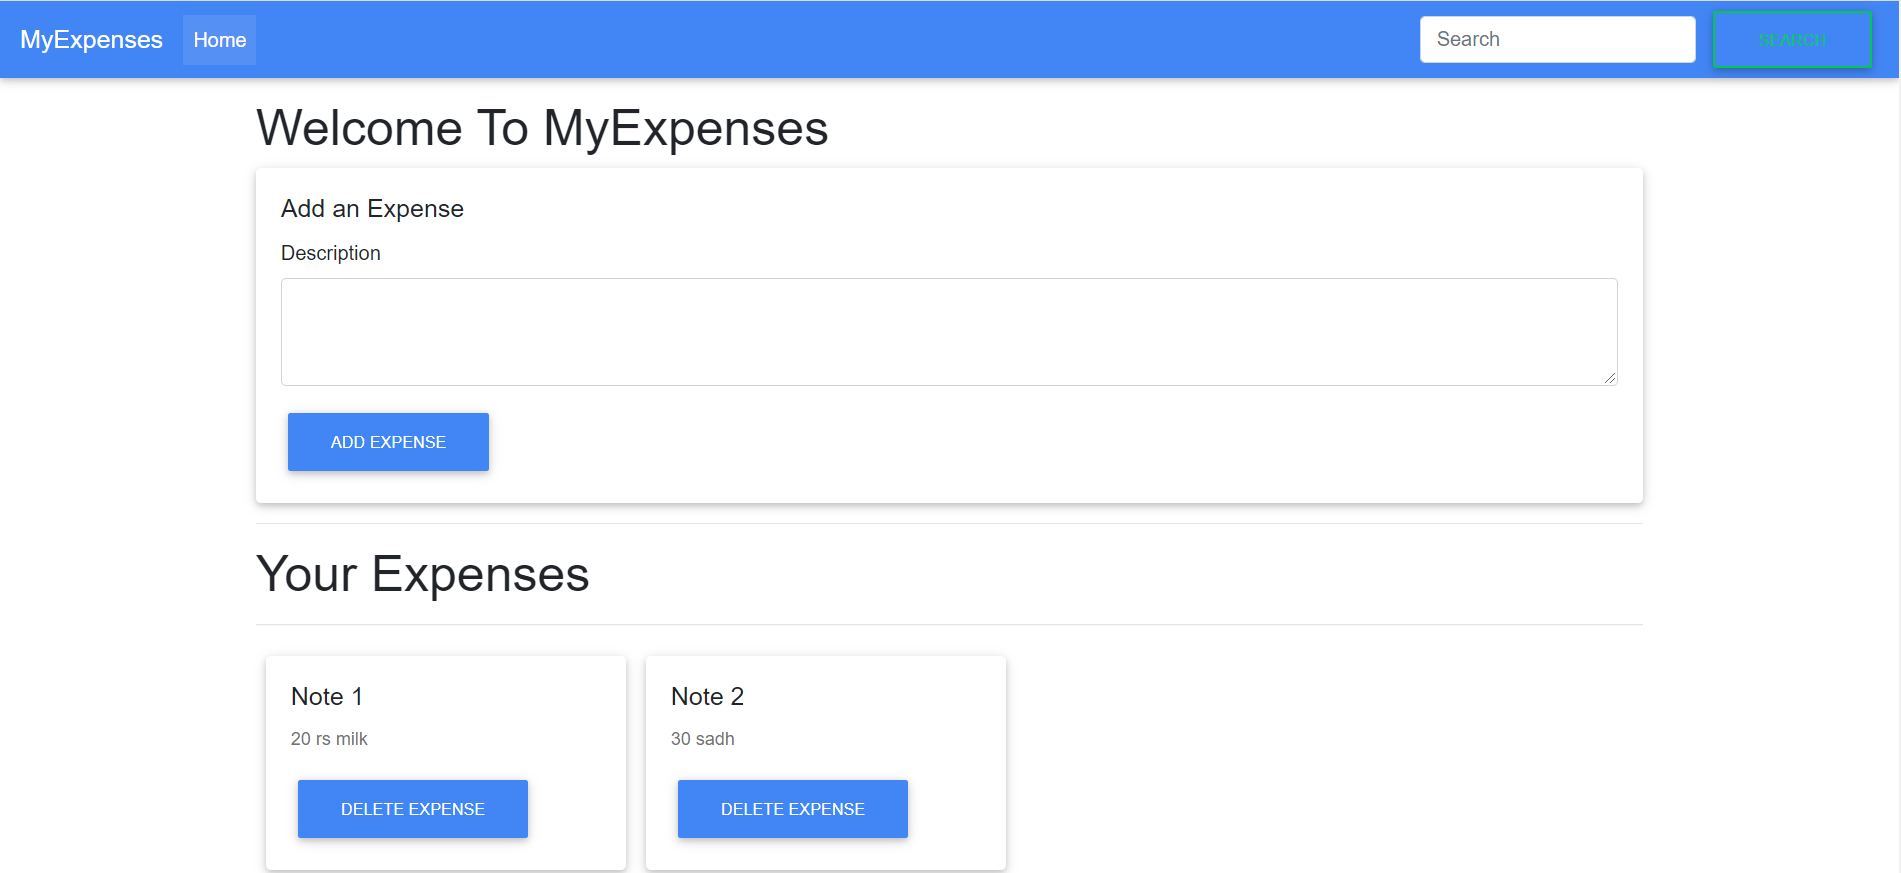 MyExpenses Home Search SEARCH
Welcome To MyExpenses
Add an Expense
Description
ADD EXPENSE
Your Expenses
Note 1
20 rs milk
DELETE EXPENSE
Note 2
30 sadh
DELETE EXPENSE